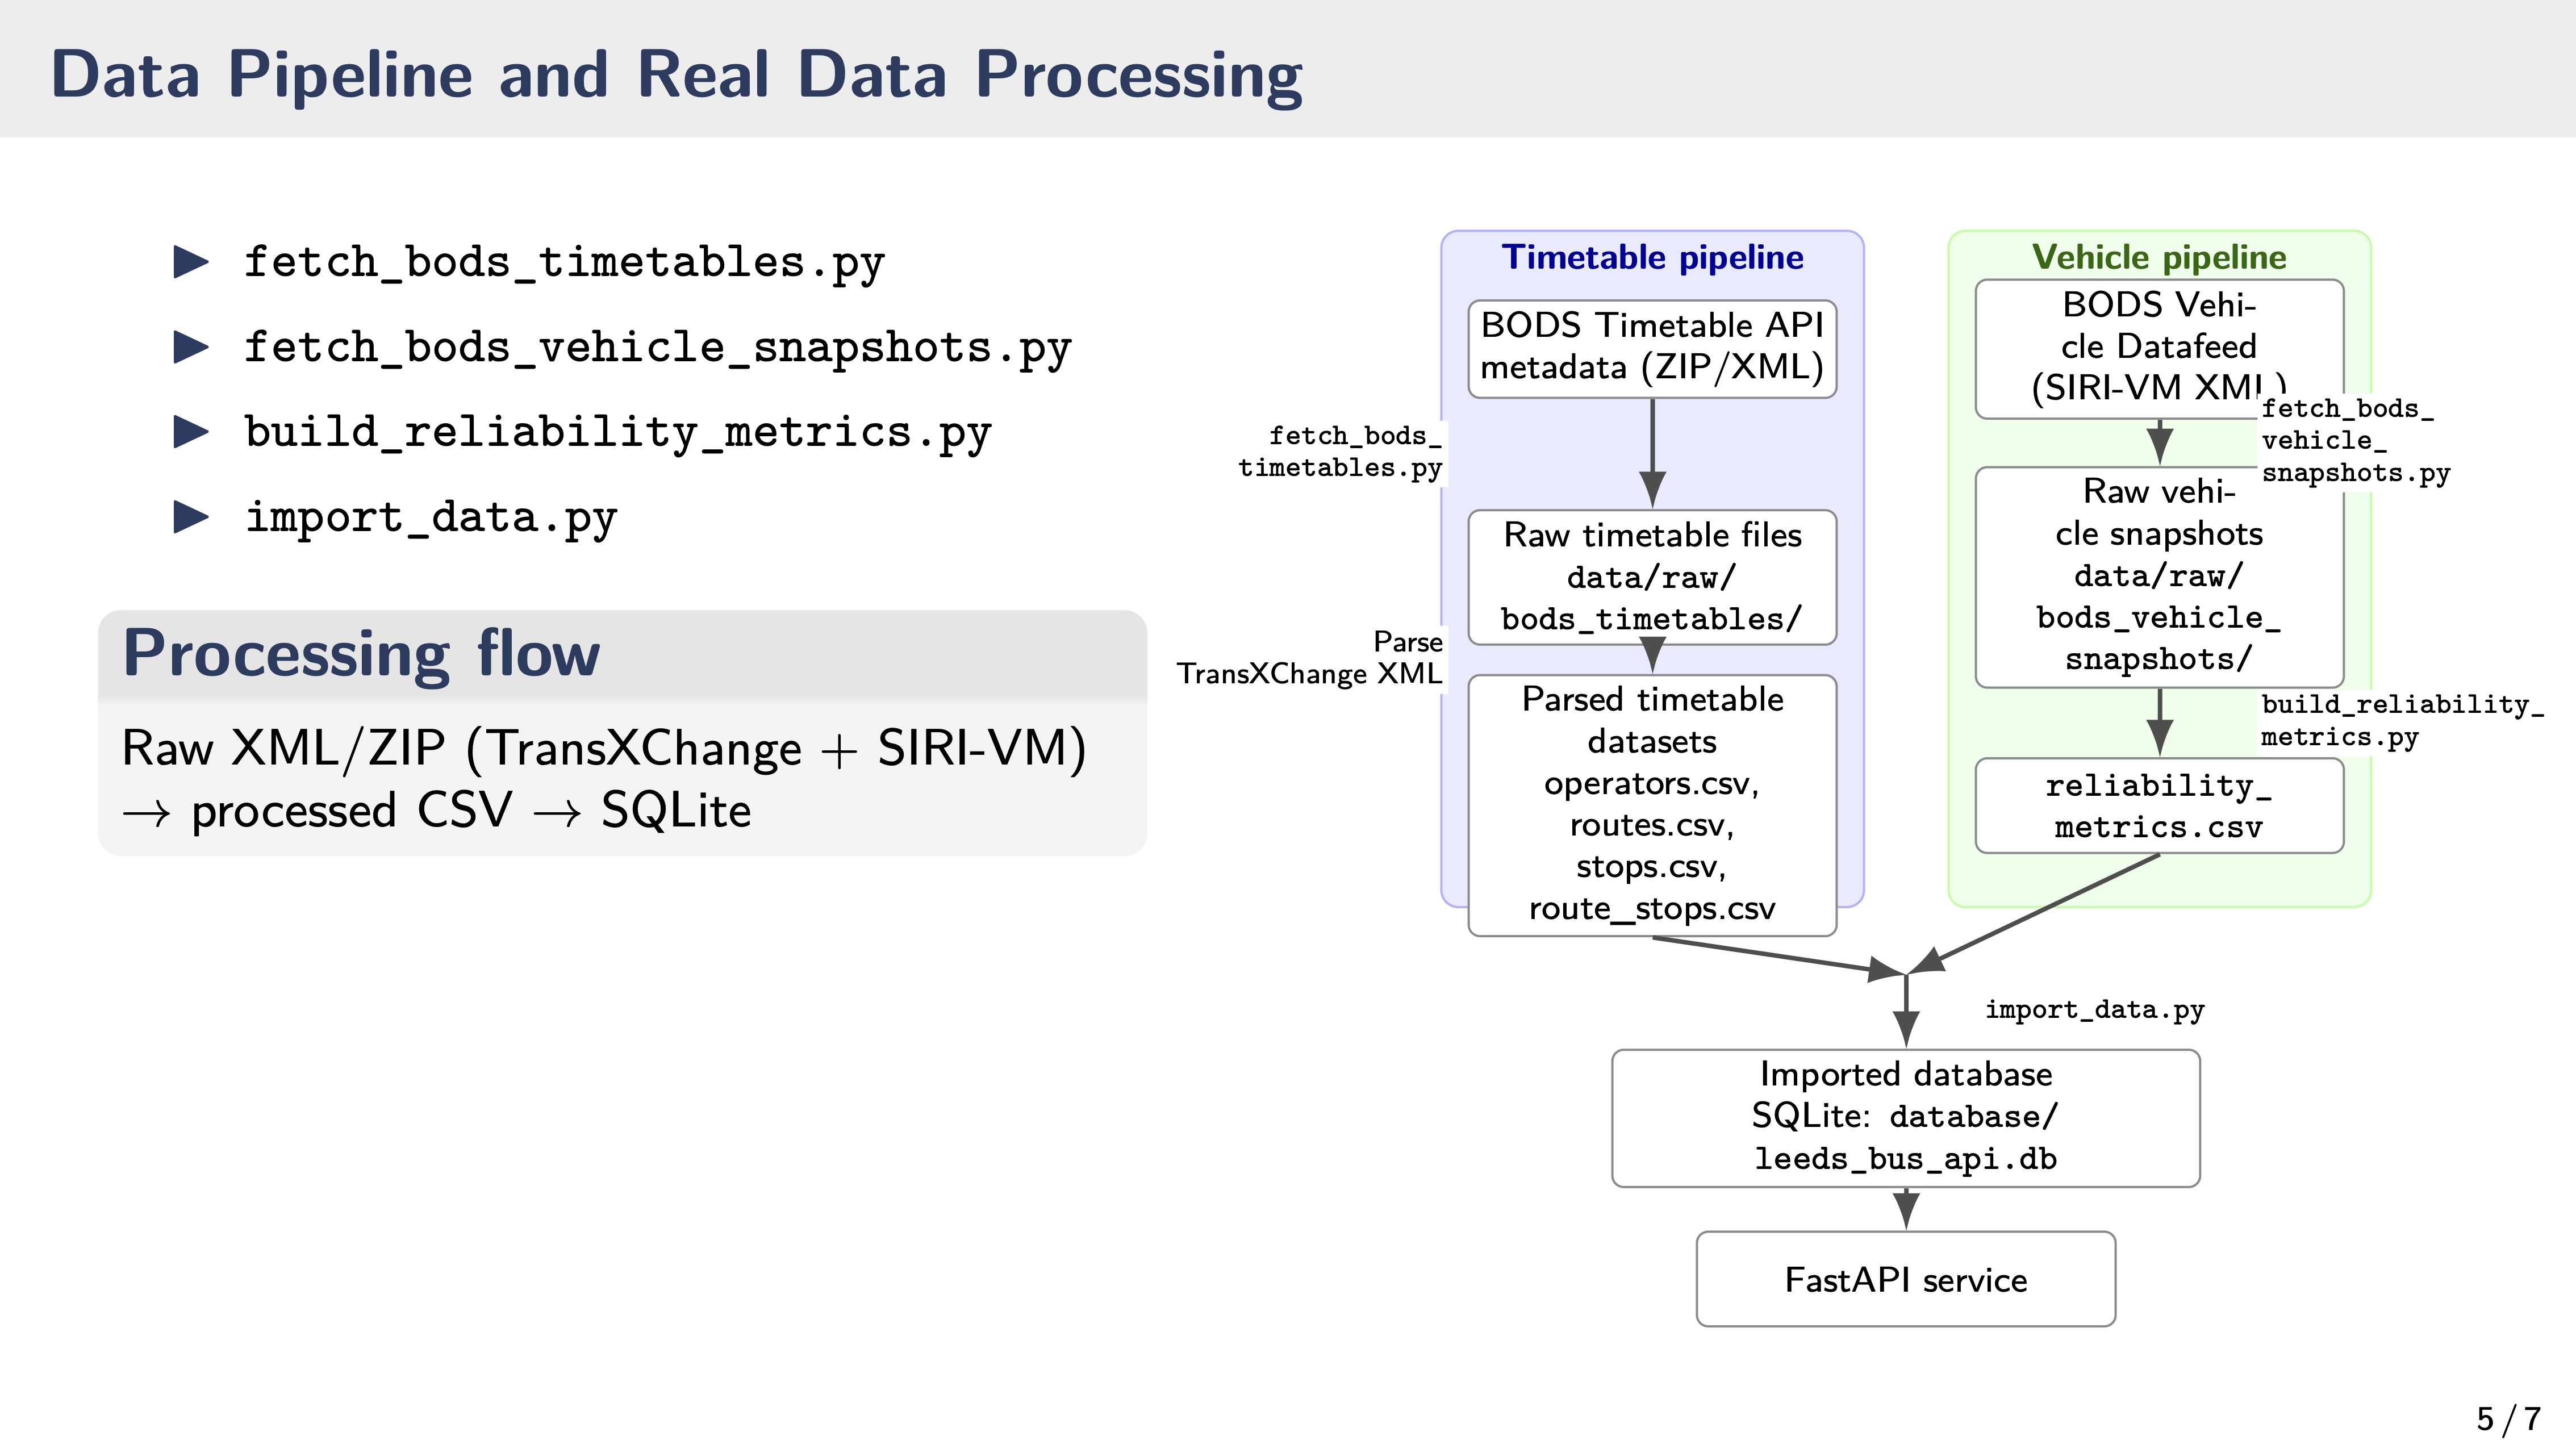 Data Pipeline and Real Data Processing
fetch_bods_timetables.py
fetch_bods_vehicle_snapshots.py
build_reliability_metrics.py
import_data.py
Processing flow
Raw XML/ZIP (TransXChange + SIRI-VM)
→ processed CSV → SQLite
Timetable pipeline
BODS Timetable API
metadata (ZIP/XML)
fetch_bods_
timetables.py
Raw timetable files
data/raw/
bods_timetables/
Parse
TransXChange XML
Parsed timetable
datasets
operators.csv,
routes.csv,
stops.csv,
route_stops.csv
Vehicle pipeline
BODS Vehi-
cle Datafeed
(SIRI-VM XML)
fetch_bods_
vehicle_
snapshots.py
Raw vehi-
cle snapshots
data/raw/
bods_vehicle_
snapshots/
build_reliability_
metrics.py
reliability_
metrics.csv
import_data.py
Imported database
SQLite: database/
leeds_bus_api.db
FastAPI service
5 / 7